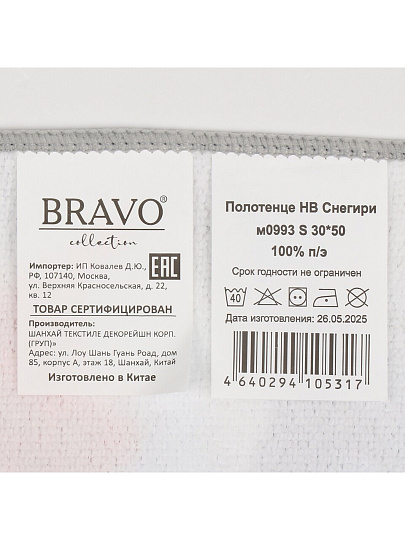 BRAVO®
collection
Импортер: ИП Ковалев Д.Ю.,
РФ, 107140, Москва,
ул. Верхняя Красносельская, д. 22,
кв. 12
EAC
ТОВАР СЕРТИФИЦИРОВАН
Производитель:
ШАНХАЙ ТЕКСТИЛЕ ДЕКОРЕЙШН КОРП.
(ГРУП)»
Адрес: ул. Лоу Шань Гуань Роад, дом
85, корпус А, этаж 18, Шанхай, Китай
Изготовлено в Китае
Полотенце НВ Снегири
м0993 S 30*50
100% п/э
Срок годности не ограничен
40
Дата изготовления: 26.05.2025
4 640294 105317